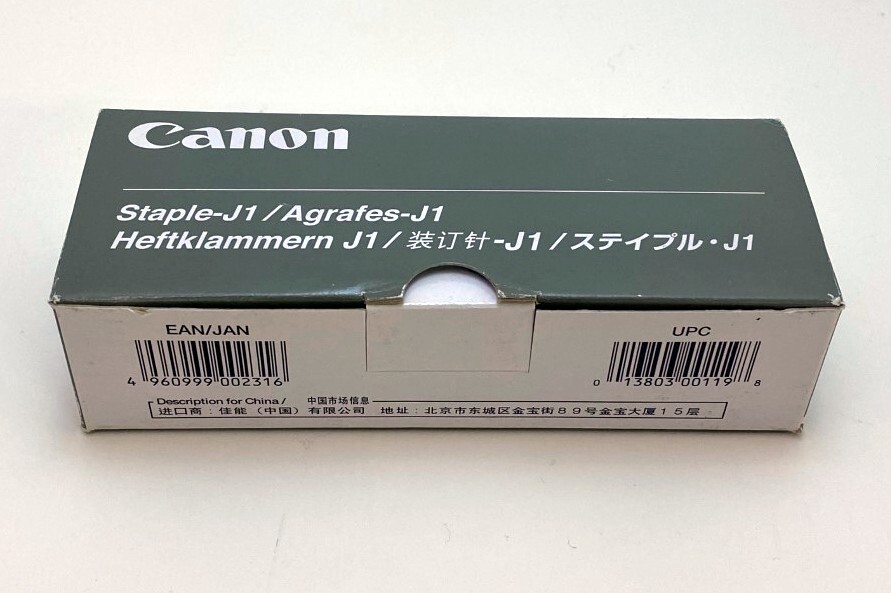 Canon
Staple-J1 / Agrafes-J1
Heftklammern J1 / 装订针-J1 / ステイプル・J1
EAN/JAN
4 960999 002316
UPC
0 13803 00119 8
Description for China / 中国市场信息
进口商：佳能（中国）有限公司 地址：北京市东城区金宝街89号金宝大厦15层